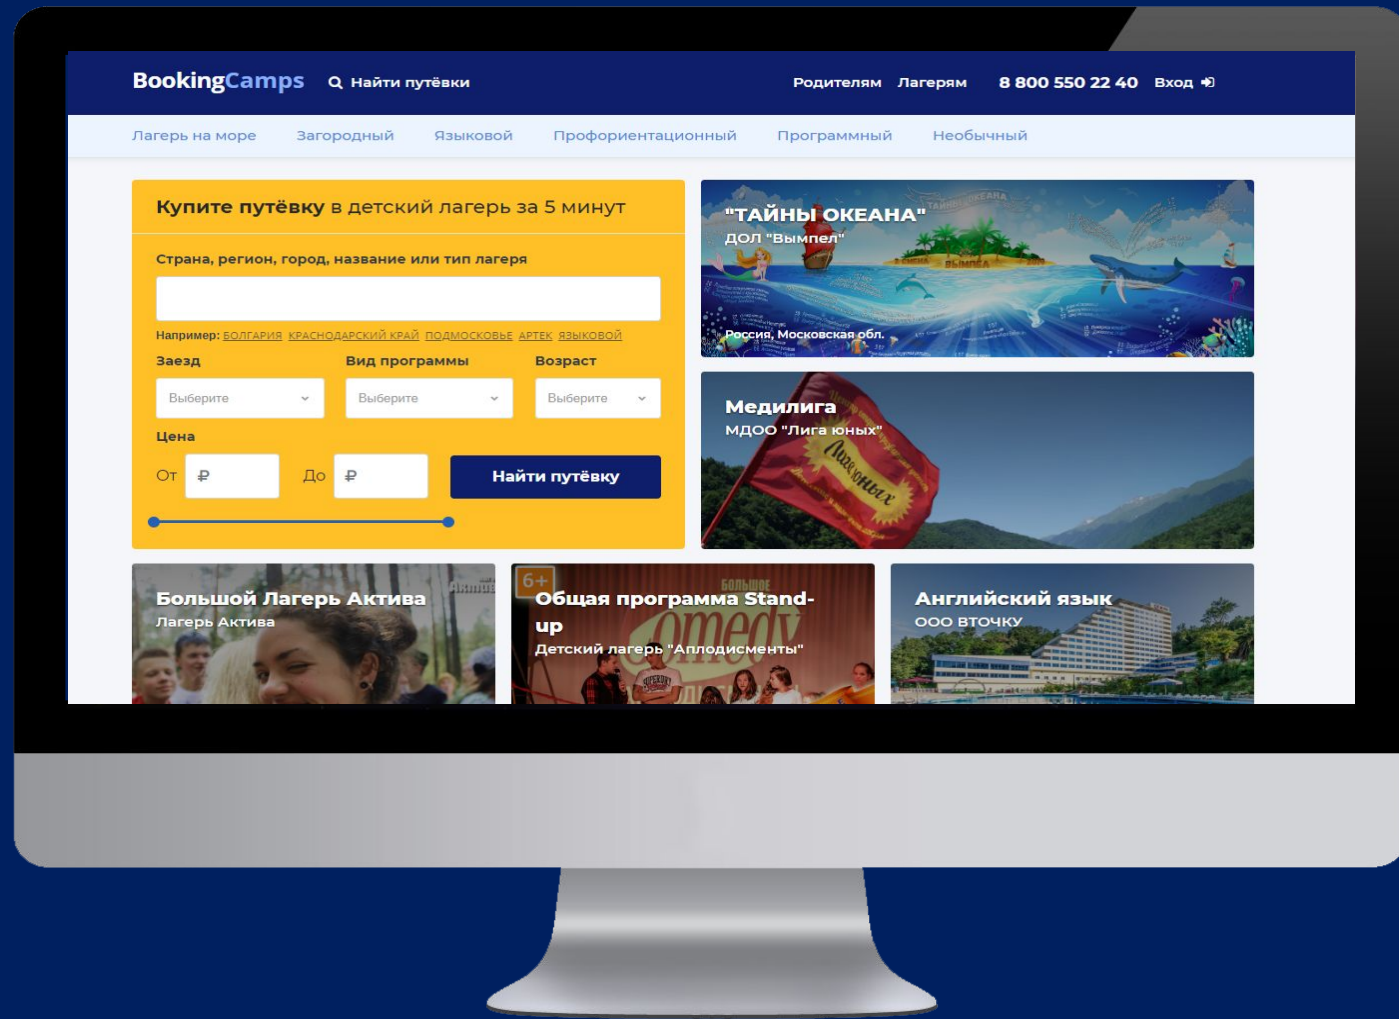 BookingCamps Найти путёвки Родителям Лагерям 8 800 550 22 40 Вход
Лагерь на море Загородный Языковой Профориентационный Программный Необычный
Купите путёвку в детский лагерь за 5 минут
Страна, регион, город, название или тип лагеря
Например: БОЛГАРИЯ КРАСНОДАРСКИЙ КРАЙ ПОДМОСКОВЬЕ АРТЕК ЯЗЫКОВОЙ
Заезд Вид программы Возраст
Выберите Выберите Выберите
Цена
От ₽ До ₽ Найти путёвку
"ТАЙНЫ ОКЕАНА"
ДОЛ "Вымпел"
Россия, Московская обл.
Медилига
МДОО "Лига юных"
Лига юных
Большой Лагерь Актива
Лагерь Актива
6+
БОЛЬШОЕ
Общая программа Stand-
up
Детский лагерь "Аплодисменты"
Английский язык
ООО ВТОЧКУ